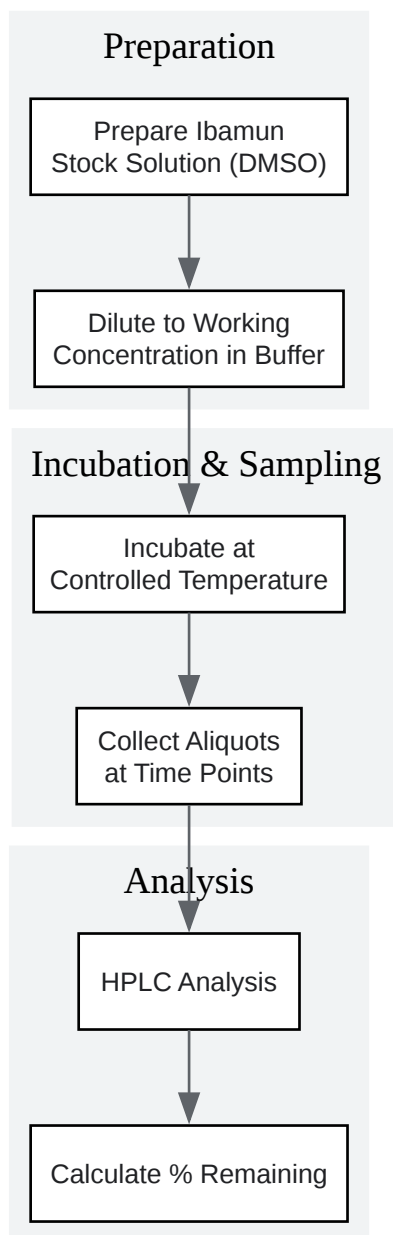 Preparation
Prepare Ibamun
Stock Solution (DMSO)
Dilute to Working
Concentration in Buffer
Incubation & Sampling
Incubate at
Controlled Temperature
Collect Aliquots
at Time Points
Analysis
HPLC Analysis
Calculate % Remaining